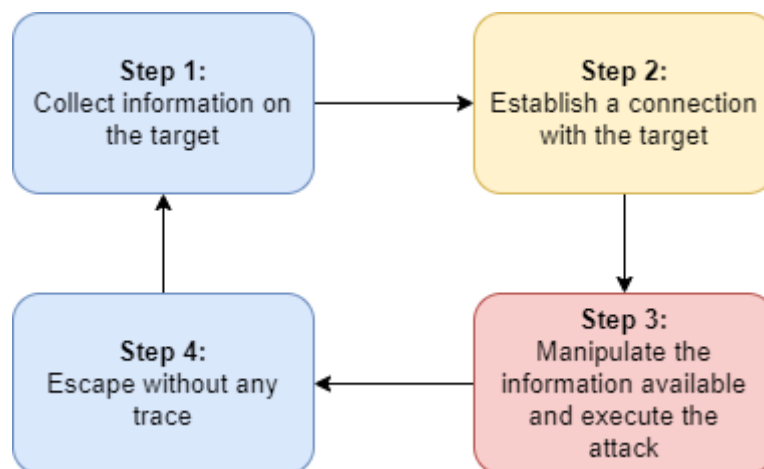 Step 1:
Collect information on
the target
Step 2:
Establish a connection
with the target
Step 3:
Manipulate the
information available
and execute the
attack
Step 4:
Escape without any
trace